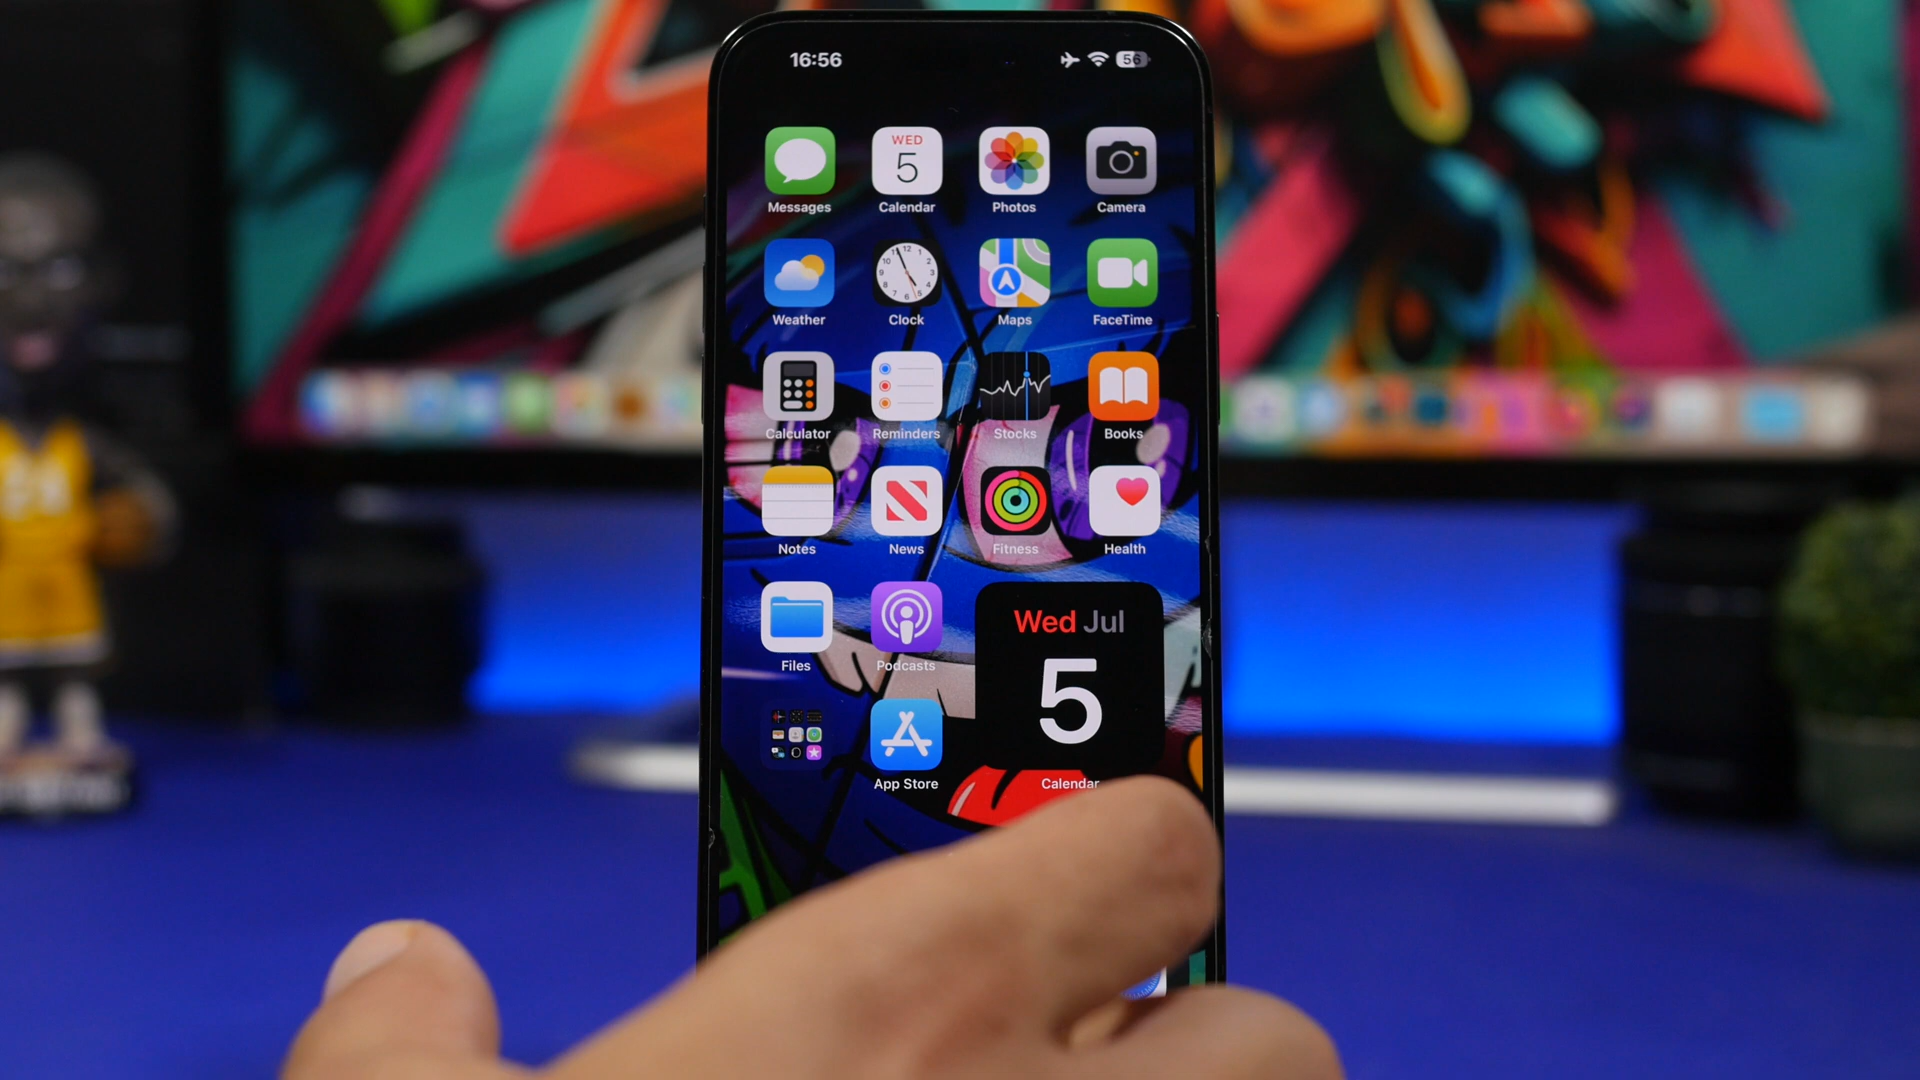 16:56
56
WED
5
Messages
Calendar
Photos
Camera
Weather
Clock
Maps
FaceTime
Calculator
Reminders
Stocks
Books
Notes
News
Fitness
Health
Files
Podcasts
Wed Jul
5
App Store
Calendar